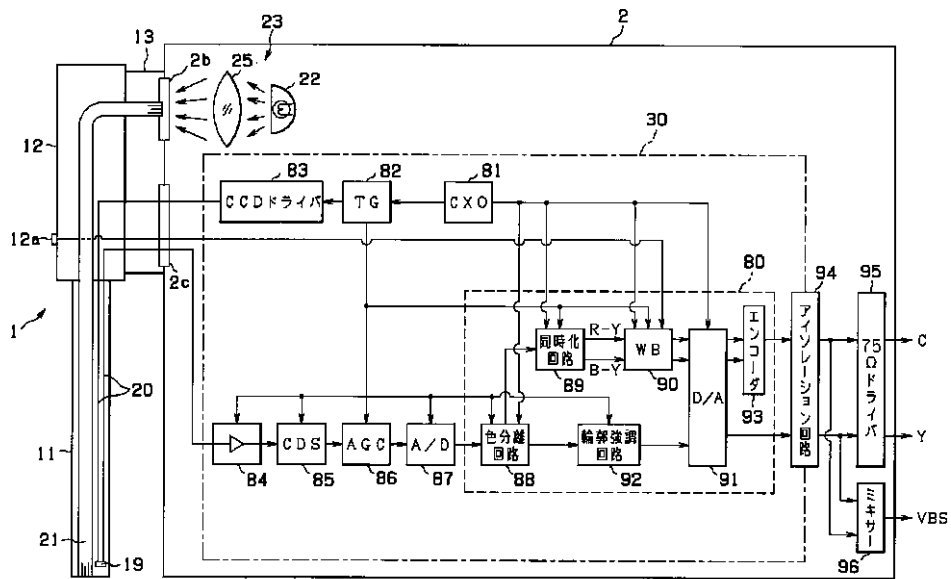 23
2
13
2b
25
22
30
12
83
82
81
CCDドライバ
TG
CXO
12a
2c
80
94
95
1
同時化
回路
R-Y
B-Y
WB
エンコーダ
アイソレーション回路
75Ωドライバ
C
89
90
D/A
93
20
CDS
AGC
A/D
色分離
回路
輪郭強調
回路
Y
11
84
85
86
87
88
92
91
ミキサー
VBS
21
19
96